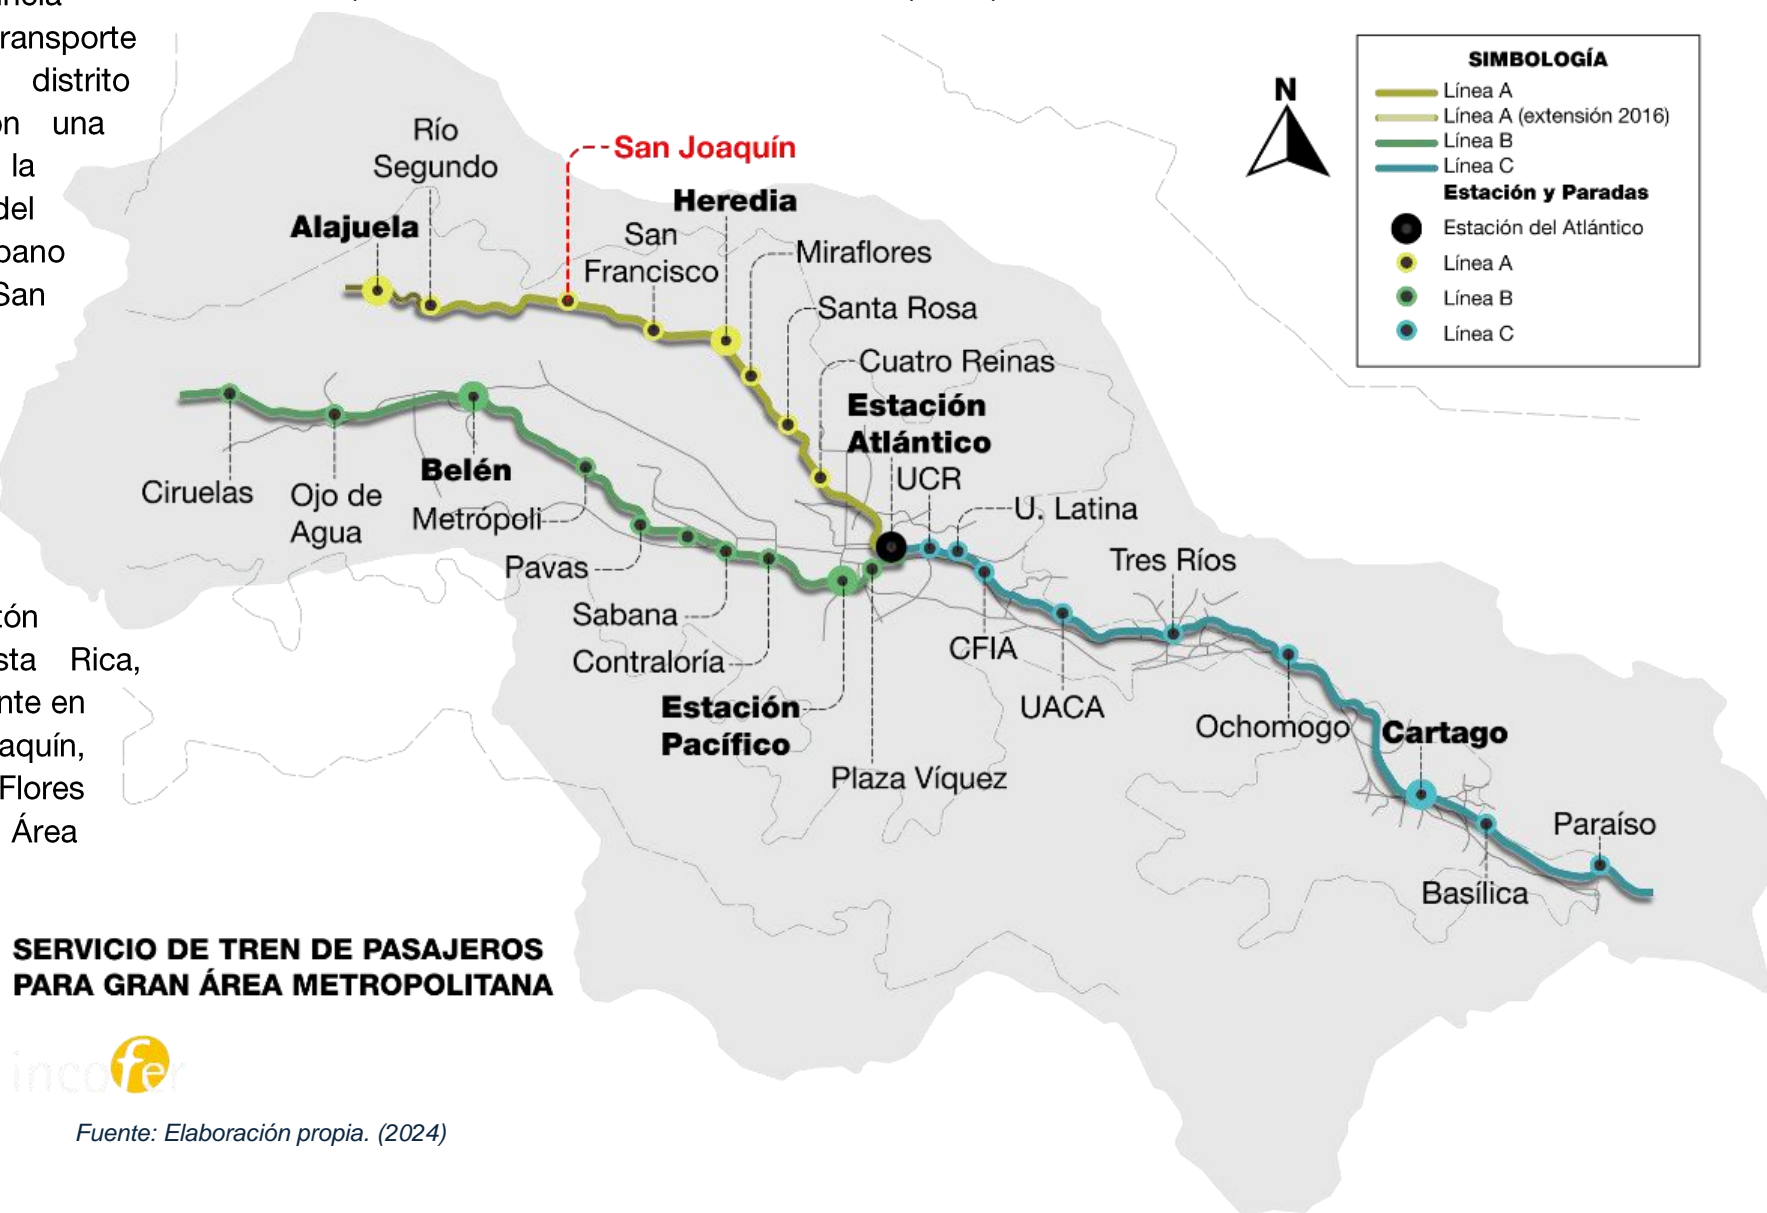 ransporte
distrito
una
la
del
San
SIMBOLOGÍA
Línea A
Línea A (extensión 2016)
Línea B
Línea C
Estación y Paradas
Estación del Atlántico
Línea A
Línea B
Línea C
N
Río
Segundo
San Joaquín
Alajuela
Heredia
San
Francisco
Miraflores
Santa Rosa
Cuatro Reinas
Estación
Atlántico
UCR
U. Latina
Tres Ríos
Ciruelas
Ojo de
Agua
Belén
Metrópoli
Pavas
Sabana
Contraloría
Estación
Pacífico
Plaza Víquez
CFIA
UACA
Ochomogo
Cartago
Basílica
Paraíso
tón
sta Rica,
nte en
aquín,
Flores
Área
SERVICIO DE TREN DE PASAJEROS
PARA GRAN ÁREA METROPOLITANA
incofer
Fuente: Elaboración propia. (2024)